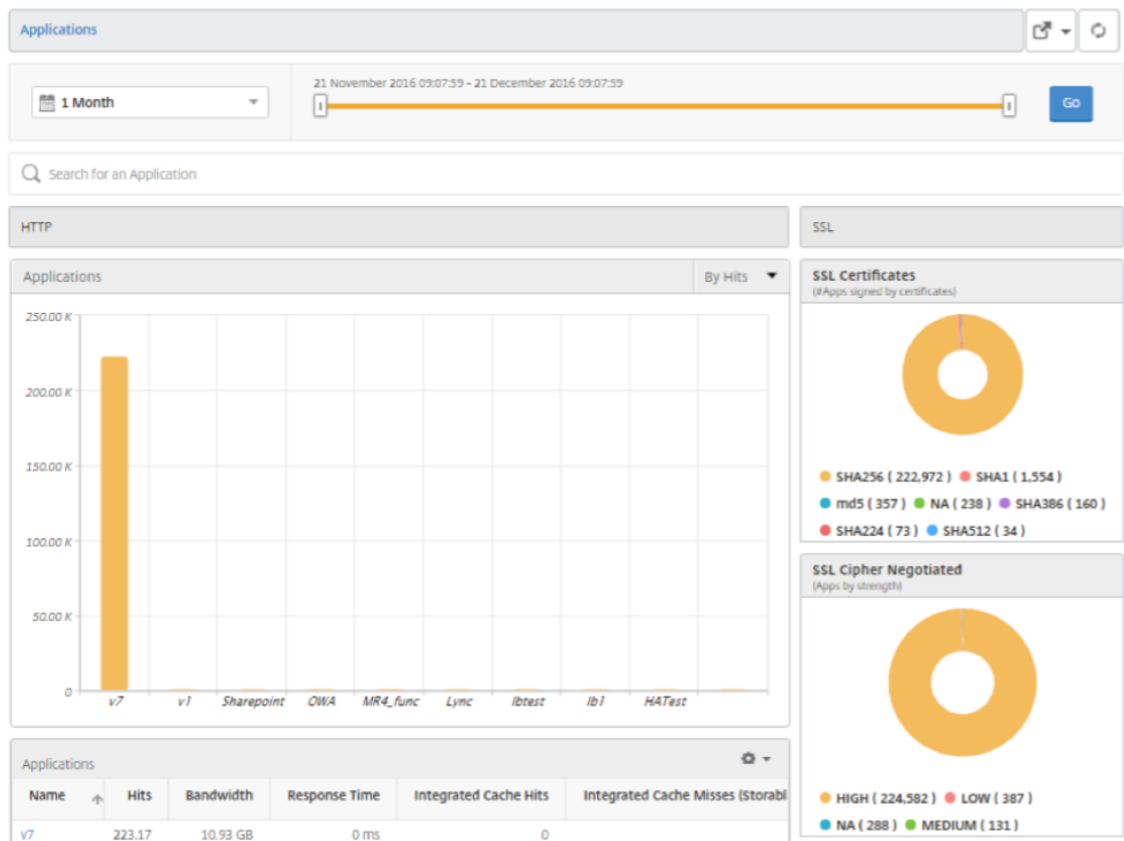 Applications
1 Month
21 November 2016 09:07:59 - 21 December 2016 09:07:59
Go
Search for an Application
HTTP
Applications
By Hits
250.00 K
200.00 K
150.00 K
100.00 K
50.00 K
0
v7 v1 Sharepoint OWA MR4_func Lync lbtest lb1 HATest
Applications
Name Hits Bandwidth Response Time Integrated Cache Hits Integrated Cache Misses (Storabl
v7 223.17 10.93 GB 0 ms 0
SSL
SSL Certificates
(#Apps signed by certificates)
SHA256 ( 222,972 ) SHA1 ( 1,554 )
md5 ( 357 ) NA ( 238 ) SHA386 ( 160 )
SHA224 ( 73 ) SHA512 ( 34 )
SSL Cipher Negotiated
(Apps by strength)
HIGH ( 224,582 ) LOW ( 387 )
NA ( 288 ) MEDIUM ( 131 )